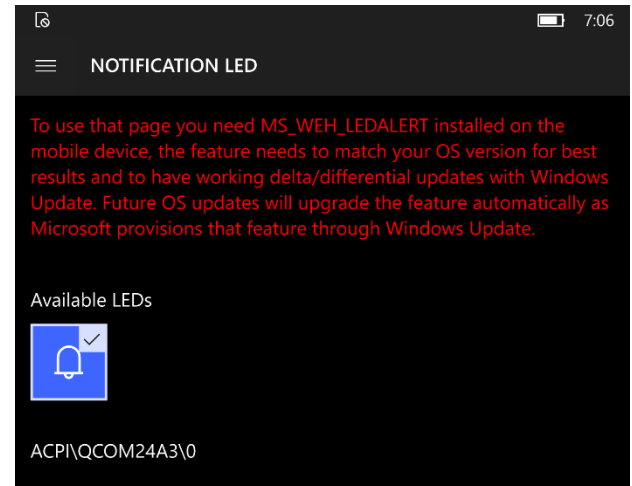 7:06
NOTIFICATION LED
To use that page you need MS_WEH_LEDALERT installed on the
mobile device, the feature needs to match your OS version for best
results and to have working delta/differential updates with Windows
Update. Future OS updates will upgrade the feature automatically as
Microsoft provisions that feature through Windows Update.
Available LEDs
ACPI\QCOM24A3\0